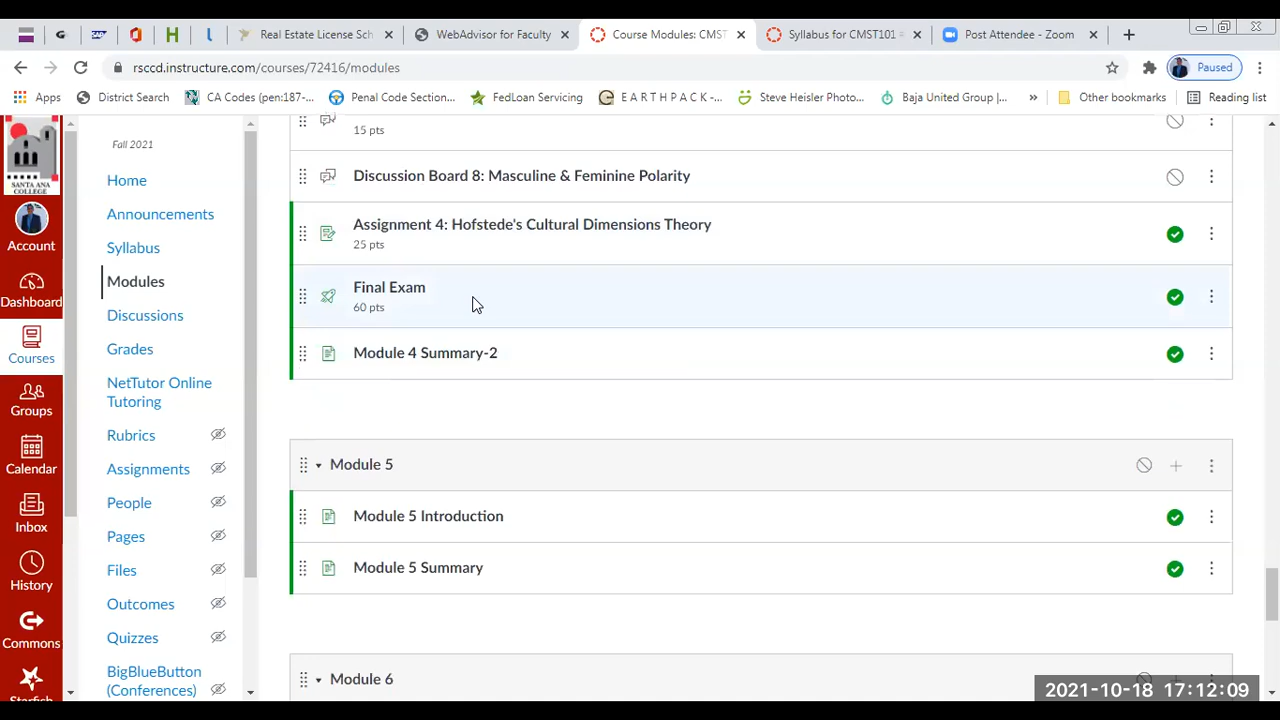 Real Estate License Sch
WebAdvisor for Faculty
Course Modules: CMST
Syllabus for CMST101
Post Attendee - Zoom
rsccd.instructure.com/courses/72416/modules
Paused
Apps
District Search
CA Codes (pen:187-...
Penal Code Section...
FedLoan Servicing
E A R T H P A C K -...
Steve Heisler Photo...
Baja United Group |...
»
Other bookmarks
Reading list
SANTA ANA
COLLEGE
Account
Dashboard
Courses
Groups
Calendar
Inbox
History
Commons
Starfish
Fall 2021
Home
Announcements
Syllabus
Modules
Discussions
Grades
NetTutor Online
Tutoring
Rubrics
Assignments
People
Pages
Files
Outcomes
Quizzes
BigBlueButton
(Conferences)
15 pts
Discussion Board 8: Masculine & Feminine Polarity
Assignment 4: Hofstede's Cultural Dimensions Theory
25 pts
Final Exam
60 pts
Module 4 Summary-2
Module 5
Module 5 Introduction
Module 5 Summary
Module 6
2021-10-18 17:12:09